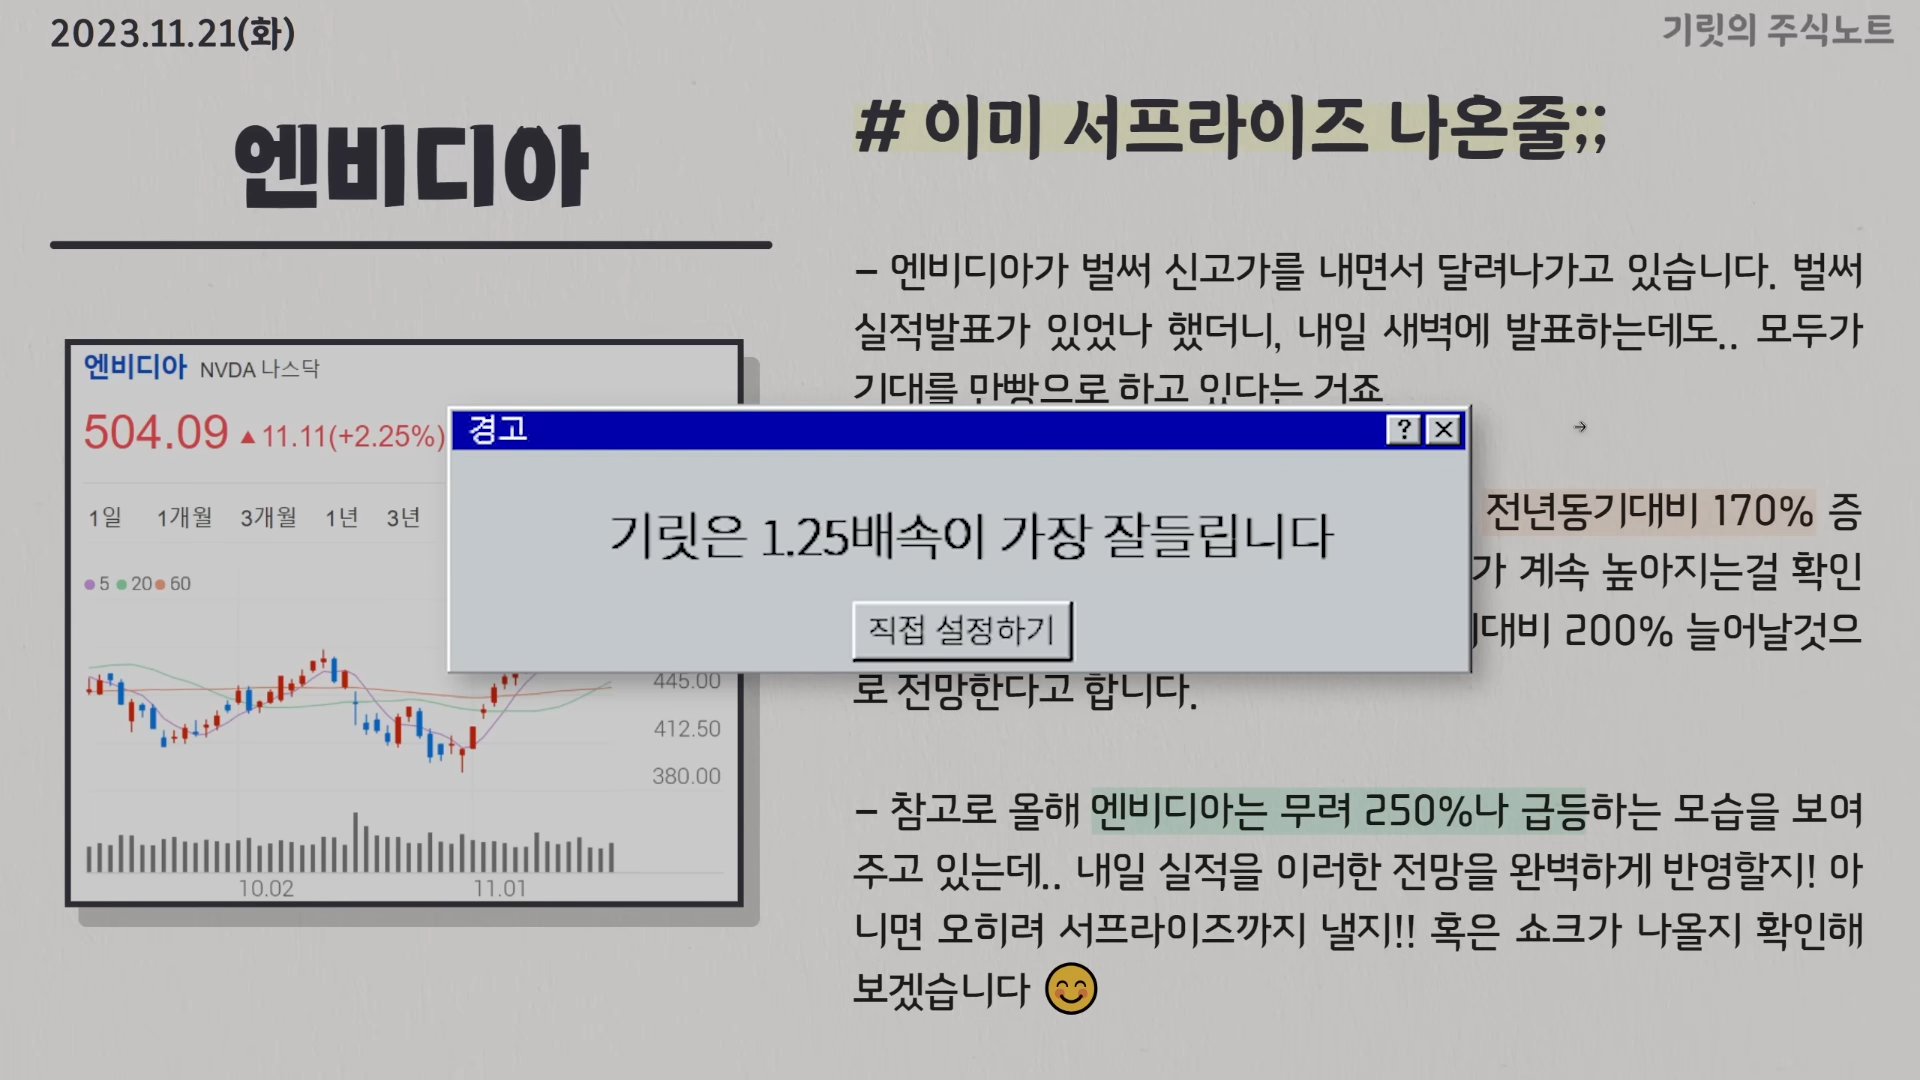 2023.11.21(화)
기릿의 주식노트
엔비디아
# 이미 서프라이즈 나온줄;;
– 엔비디아가 벌써 신고가를 내면서 달려나가고 있습니다. 벌써
실적발표가 있었나 했더니, 내일 새벽에 발표하는데도.. 모두가
기대를 만빵으로 하고 있다는 거죠
전년동기대비 170% 증
가 계속 높아지는걸 확인
대비 200% 늘어날것으
로 전망한다고 합니다.
– 참고로 올해 엔비디아는 무려 250%나 급등하는 모습을 보여
주고 있는데.. 내일 실적을 이러한 전망을 완벽하게 반영할지! 아
니면 오히려 서프라이즈까지 낼지!! 혹은 쇼크가 나올지 확인해
보겠습니다
엔비디아 NVDA 나스닥
504.09 ▲11.11(+2.25%)
1일 1개월 3개월 1년 3년
5 20 60
445.00
412.50
380.00
10.02 11.01
경고
? X
기릿은 1.25배속이 가장 잘들립니다
직접 설정하기